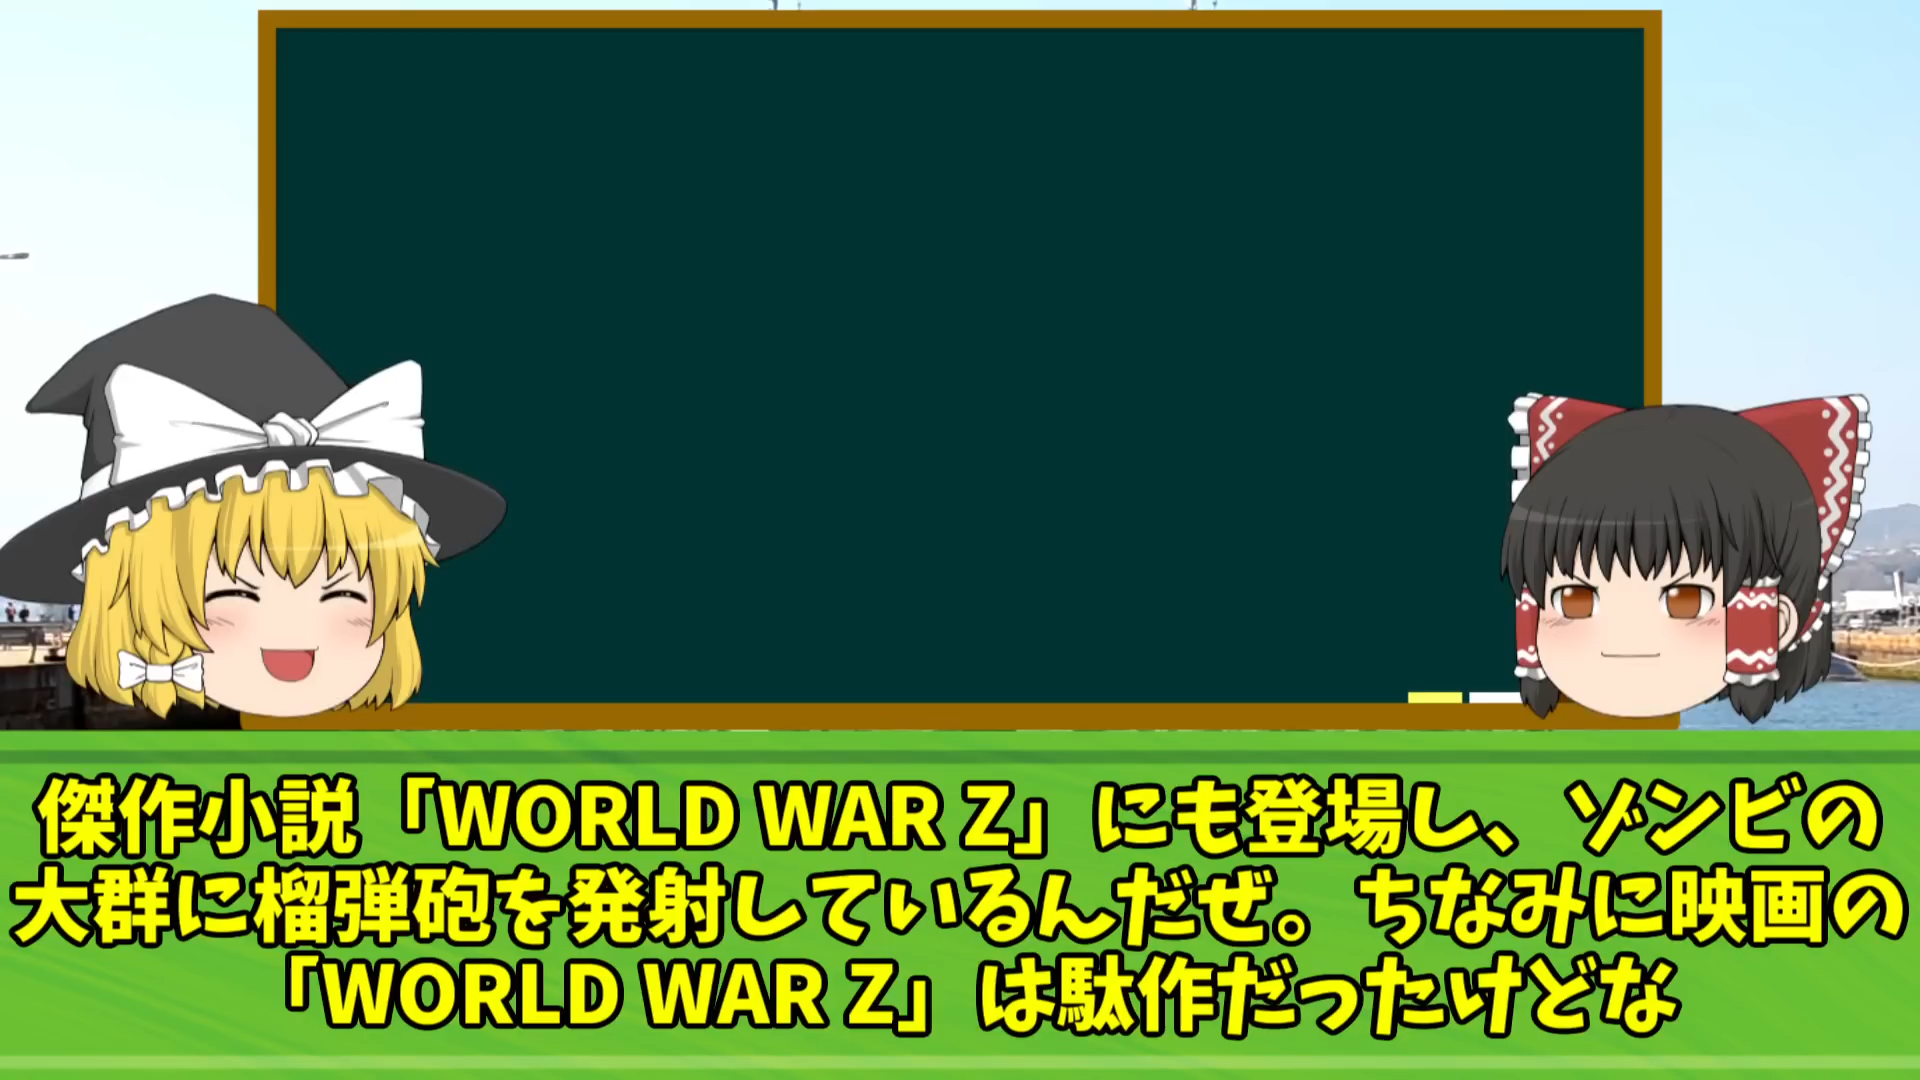 傑作小説「WORLD WAR Z」にも登場し、ゾンビの
大群に榴弾砲を発射しているんだぜ。ちなみに映画の
「WORLD WAR Z」は駄作だったけどな